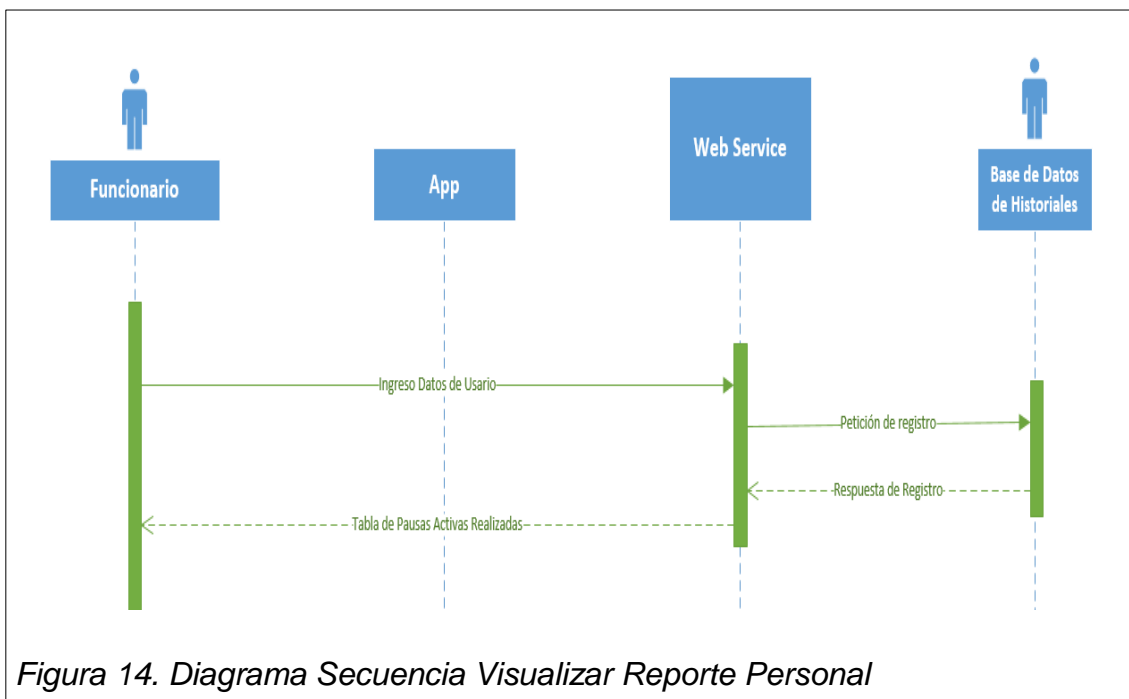 Funcionario
App
Web Service
Base de Datos
de Historiales
Ingreso Datos de Usario
Petición de registro
Respuesta de Registro
Tabla de Pausas Activas Realizadas
Figura 14. Diagrama Secuencia Visualizar Reporte Personal